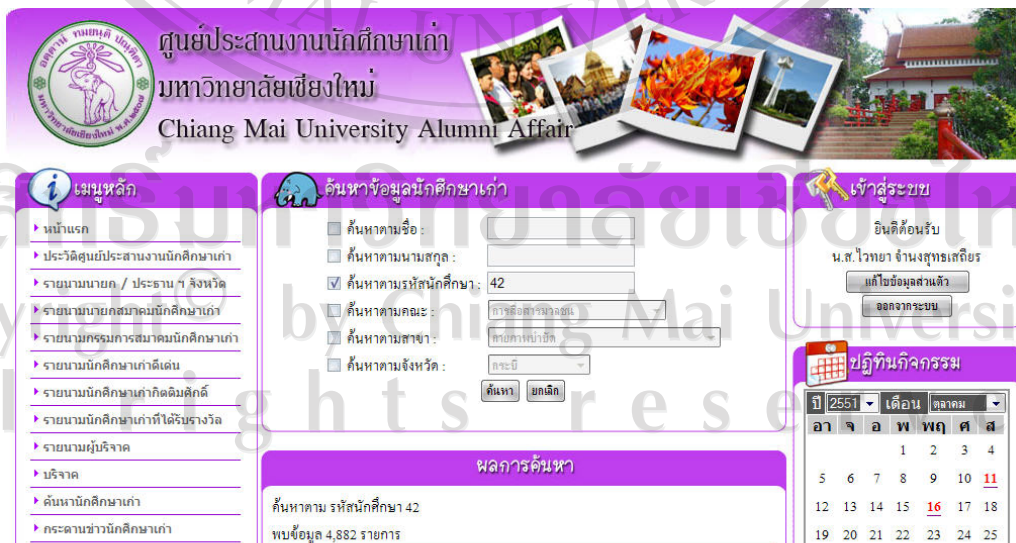 ศูนย์ประสานงานนักศึกษาเก่า
มหาวิทยาลัยเชียงใหม่
Chiang Mai University Alumni Affair
เมนูหลัก
หน้าแรก
ประวัติศูนย์ประสานงานนักศึกษาเก่า
รายนามนายก / ประธาน ฯ จังหวัด
รายนามนายกสมาคมนักศึกษาเก่า
รายนามกรรมการสมาคมนักศึกษาเก่า
รายนามนักศึกษาเก่าดีเด่น
รายนามนักศึกษาเก่ากิตติมศักดิ์
รายนามนักศึกษาเก่าที่ได้รับรางวัล
รายนามผู้บริจาค
บริจาค
ค้นหานักศึกษาเก่า
กระดานข่าวนักศึกษาเก่า
ค้นหาข้อมูลนักศึกษาเก่า
ค้นหาตามชื่อ :
ค้นหาตามนามสกุล :
ค้นหาตามรหัสนักศึกษา : 42
ค้นหาตามคณะ : การสื่อสารมวลชน
ค้นหาตามสาขา : กายภาพบำบัด
ค้นหาตามจังหวัด : กระบี่
ค้นหา ยกเลิก
ผลการค้นหา
ค้นหาตาม รหัสนักศึกษา 42
พบข้อมูล 4,882 รายการ
เข้าสู่ระบบ
ยินดีต้อนรับ
น.ส.ไวทยา จำนงสุทธเสถียร
แก้ไขข้อมูลส่วนตัว
ออกจากระบบ
ปฏิทินกิจกรรม
ปี 2551 เดือน ตุลาคม
อา จ อ พ พฤ ศ ส
1 2 3 4
5 6 7 8 9 10 11
12 13 14 15 16 17 18
19 20 21 22 23 24 25